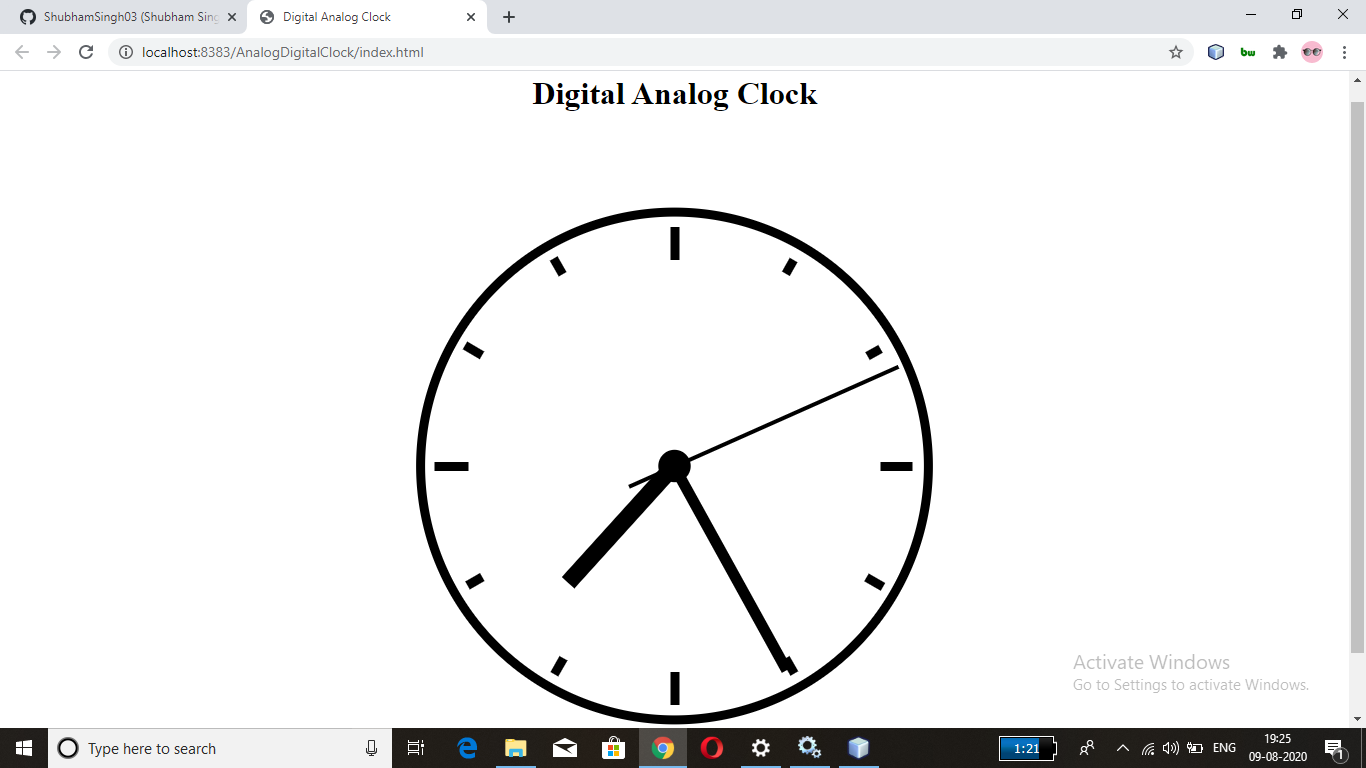 ShubhamSingh03 (Shubham Sing
Digital Analog Clock
localhost:8383/AnalogDigitalClock/index.html
bw
Digital Analog Clock
Activate Windows
Go to Settings to activate Windows.
Type here to search
1:21
ENG
19:25
09-08-2020
1